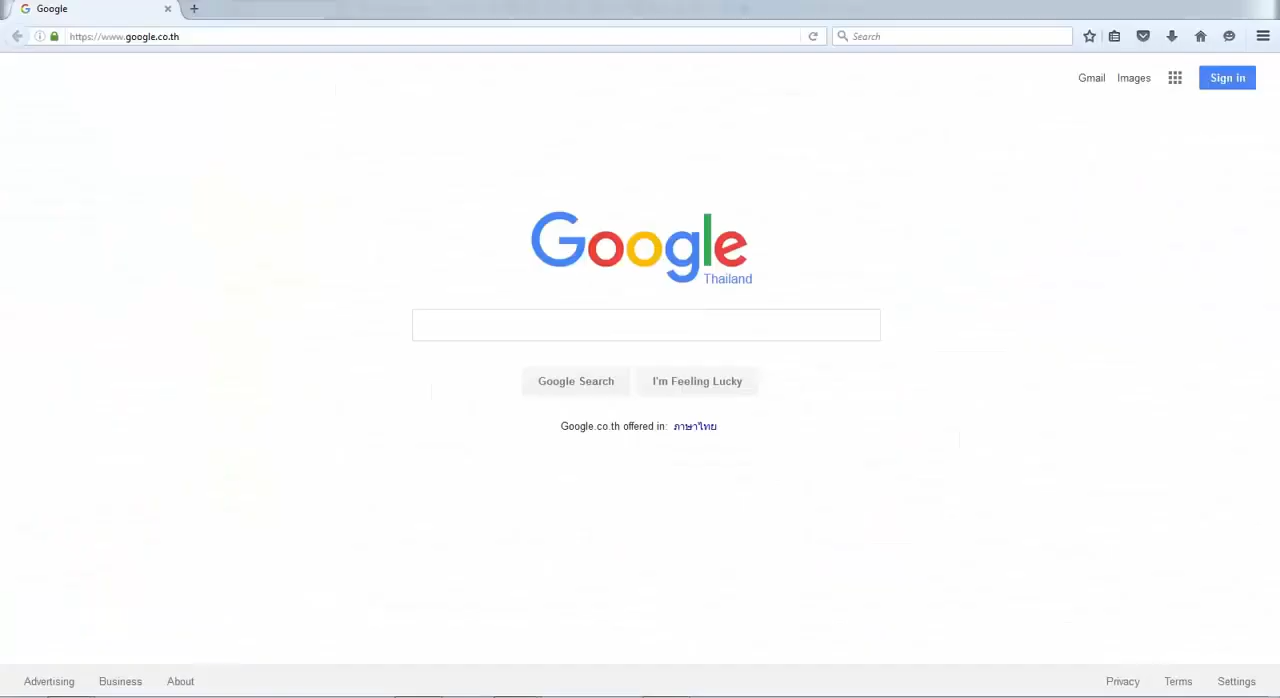 Google
https://www.google.co.th
Search
Gmail Images Sign in
Google
Thailand
Google Search I'm Feeling Lucky
Google.co.th offered in: ภาษาไทย
Advertising Business About Privacy Terms Settings